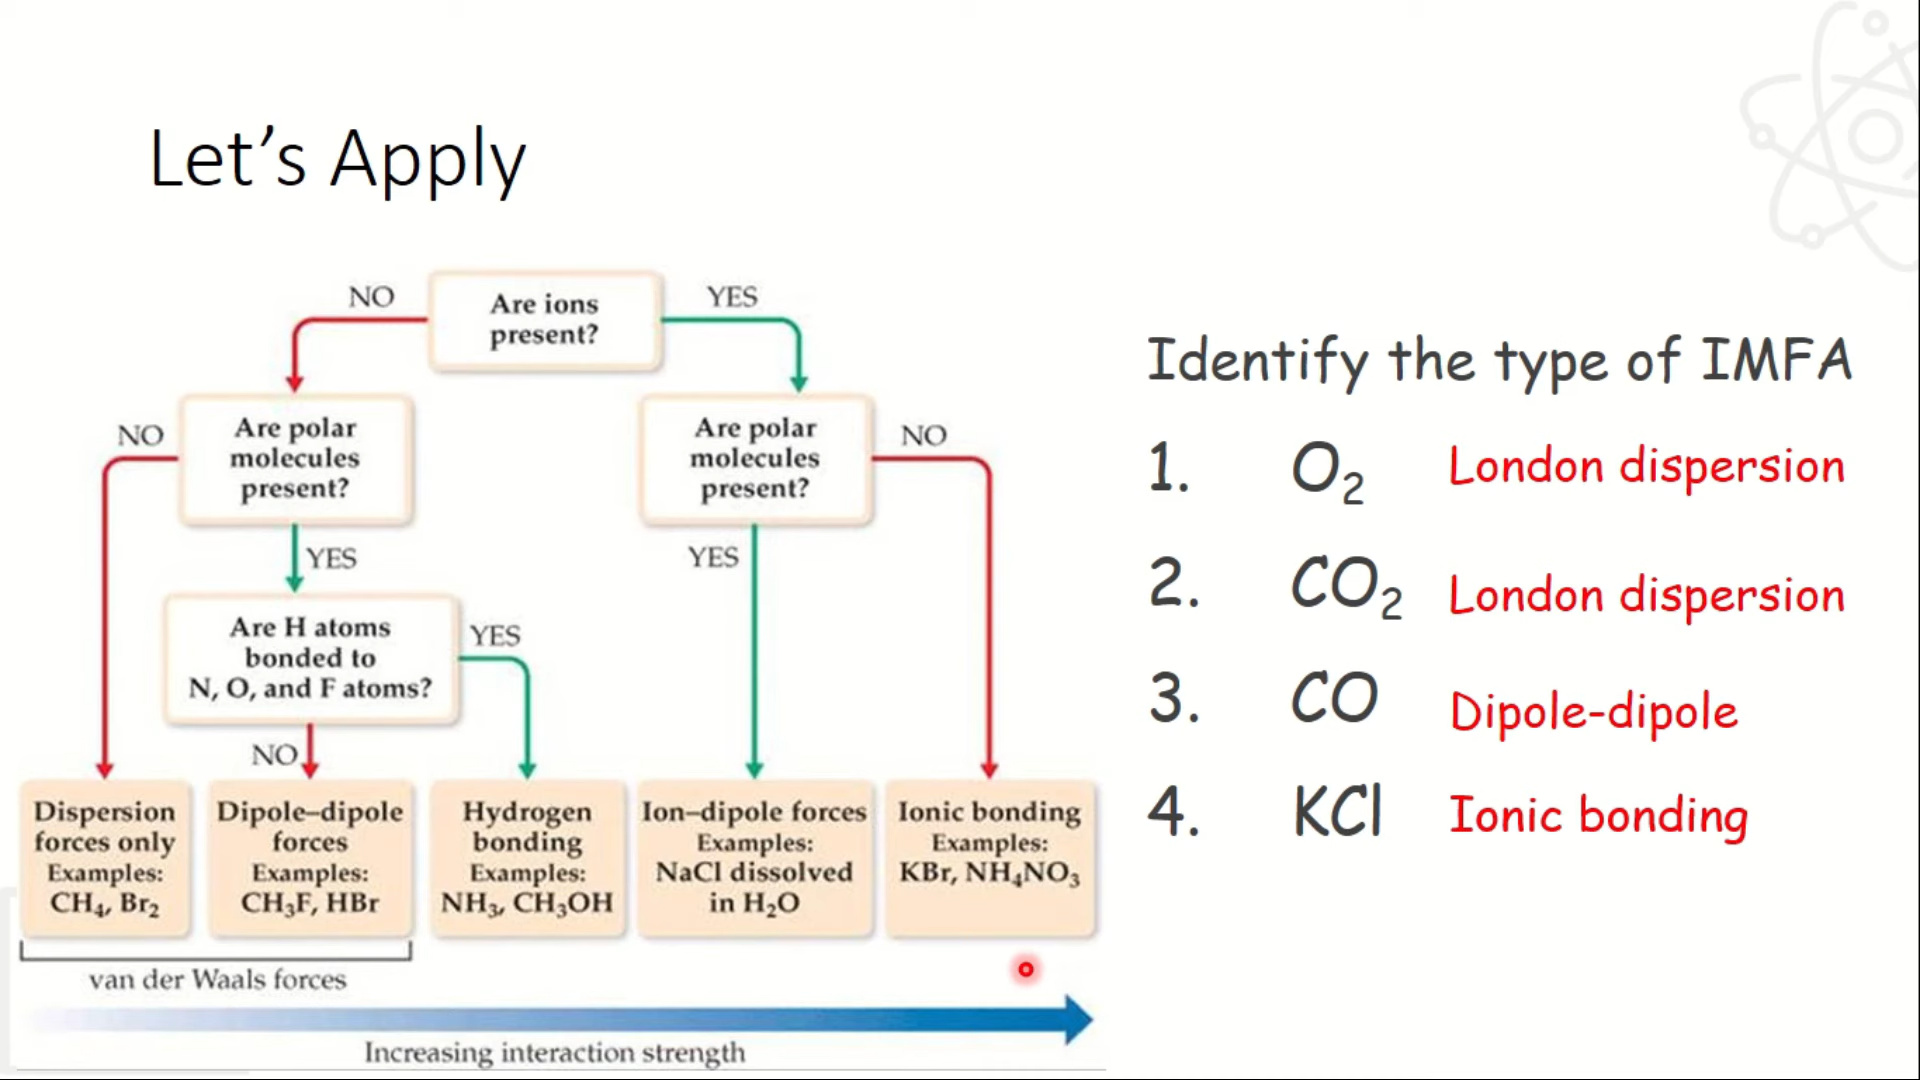 Let's Apply
NO
Are ions
present?
YES
NO
Are polar
molecules
present?
YES
Are polar
molecules
present?
NO
YES
Are H atoms
bonded to
N, O, and F atoms?
YES
NO
Dispersion
forces only
Examples:
CH₄, Br₂
Dipole–dipole
forces
Examples:
CH₃F, HBr
Hydrogen
bonding
Examples:
NH₃, CH₃OH
Ion–dipole forces
Examples:
NaCl dissolved
in H₂O
Ionic bonding
Examples:
KBr, NH₄NO₃
van der Waals forces
Increasing interaction strength
Identify the type of IMFA
1. O₂ London dispersion
2. CO₂ London dispersion
3. CO Dipole-dipole
4. KCl Ionic bonding